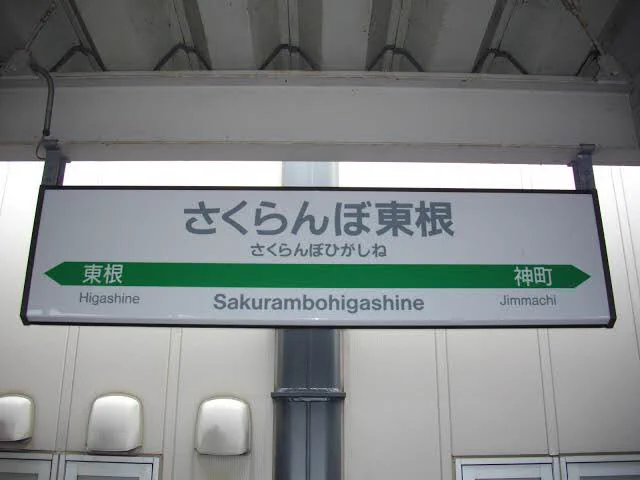 さくらんぼ東根
さくらんぼひがしね
東根 神町
Higashine Sakurambohigashine Jimmachi